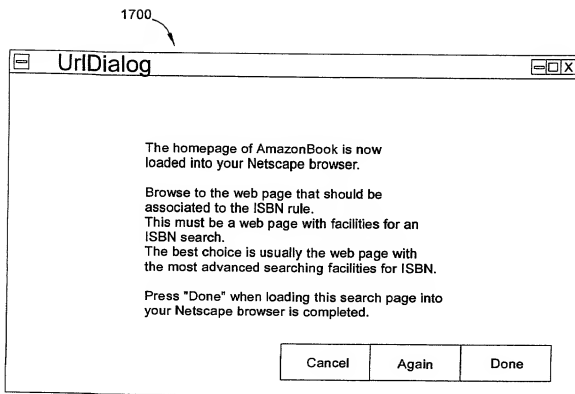 1700
UrlDialog
The homepage of AmazonBook is now
loaded into your Netscape browser.
Browse to the web page that should be
associated to the ISBN rule.
This must be a web page with facilities for an
ISBN search.
The best choice is usually the web page with
the most advanced searching facilities for ISBN.
Press "Done" when loading this search page into
your Netscape browser is completed.
Cancel Again Done